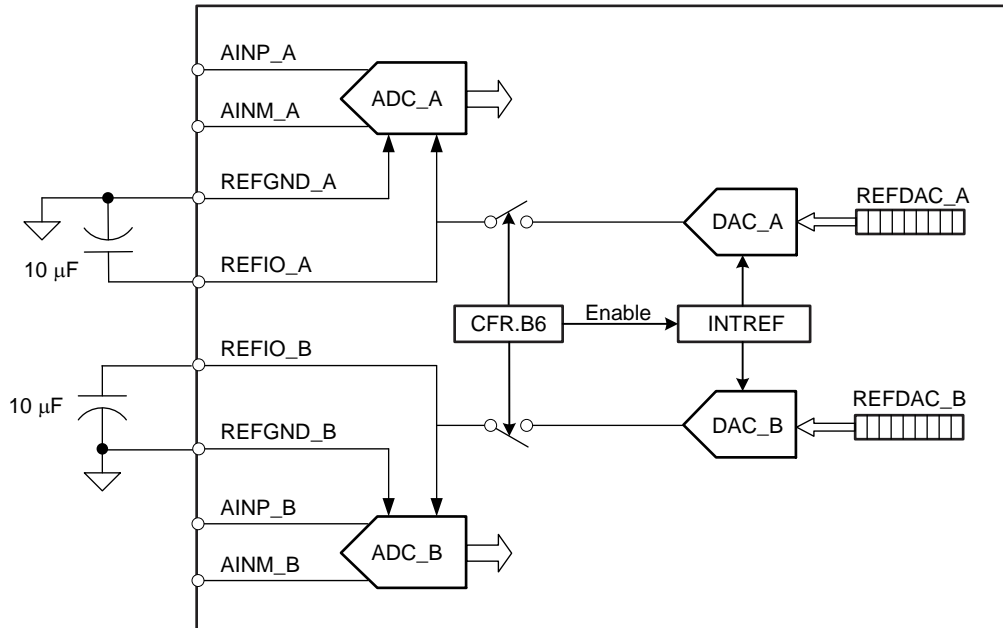 AINP_A
ADC_A
AINM_A
REFGND_A
REFDAC_A
DAC_A
10 μF
REFIO_A
Enable
CFR.B6
INTREF
REFIO_B
REFDAC_B
10 μF
REFGND_B
DAC_B
AINP_B
ADC_B
AINM_B